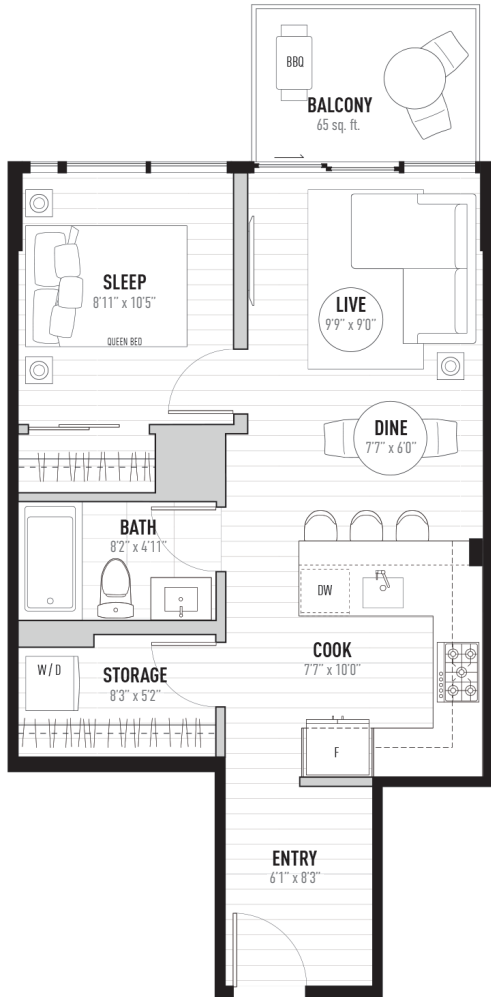 BBQ
BALCONY
65 sq. ft.
SLEEP
8'11" x 10'5"
QUEEN BED
LIVE
9'9" x 9'0"
DINE
7'7" x 6'0"
BATH
8'2" x 4'11"
DW
COOK
7'7" x 10'0"
W / D
STORAGE
8'3" x 5'2"
F
ENTRY
6'1" x 8'3"